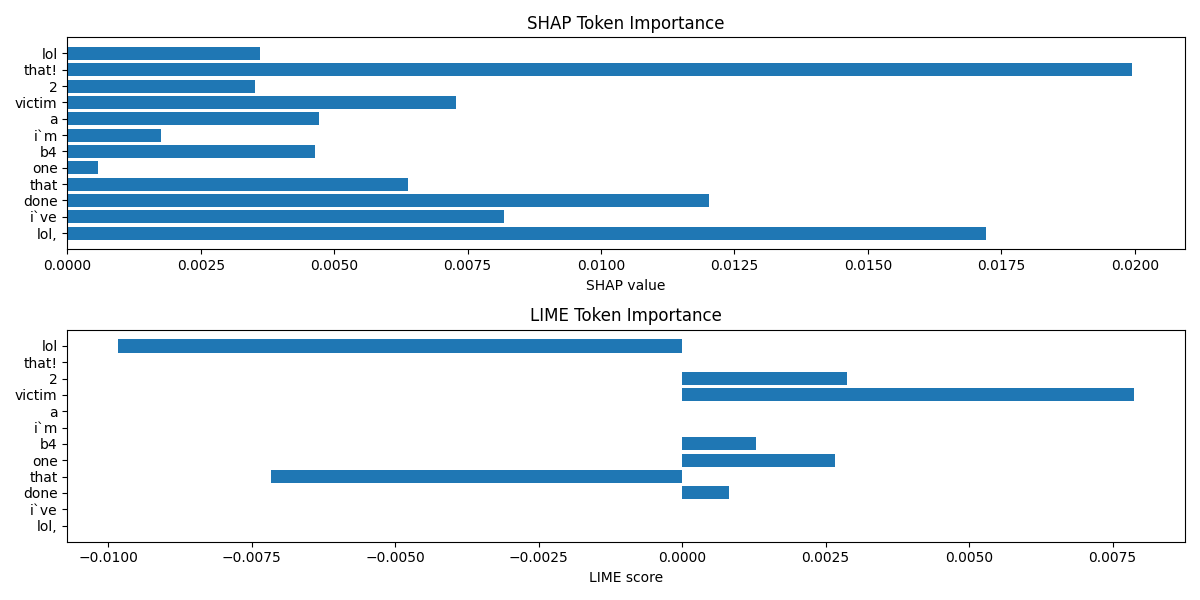 SHAP Token Importance
lol
that!
2
victim
a
i`m
b4
one
that
done
i`ve
lol,
0.0000 0.0025 0.0050 0.0075 0.0100 0.0125 0.0150 0.0175 0.0200
SHAP value
LIME Token Importance
lol
that!
2
victim
a
i`m
b4
one
that
done
i`ve
lol,
−0.0100 −0.0075 −0.0050 −0.0025 0.0000 0.0025 0.0050 0.0075
LIME score